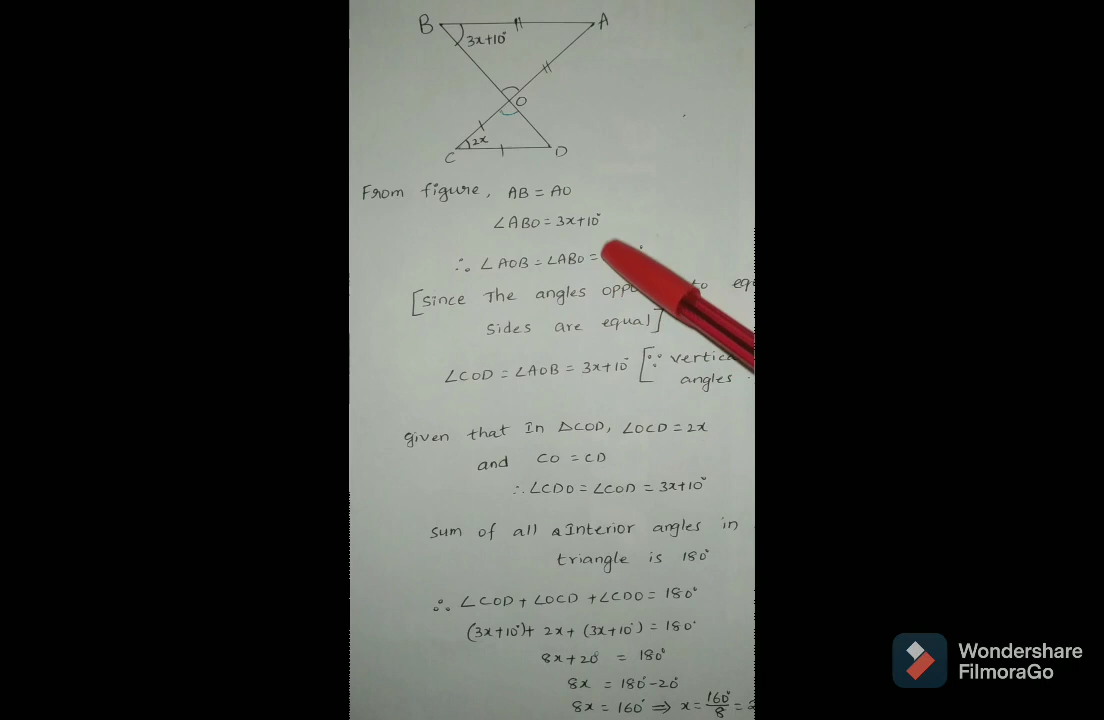 B
A
3x+10°
O
2x
C
D
From figure, AB = AO
∠ABO = 3x+10°
∴ ∠AOB = ∠ABO =
[Since The angles to
sides are equal]
∠COD = ∠AOB = 3x+10° [∵
angles
given that In △COD, ∠OCD = 2x
and CO = CD
∴ ∠CDO = ∠COD = 3x+10°
sum of all Interior angles in
triangle is 180°
∴ ∠COD + ∠OCD + ∠CDO = 180°
(3x+10°)+ 2x+ (3x+10°) = 180°
8x+20° = 180°
8x = 180°-20°
8x = 160° ⟹ x = 160°/8 =
Wondershare
FilmoraGo